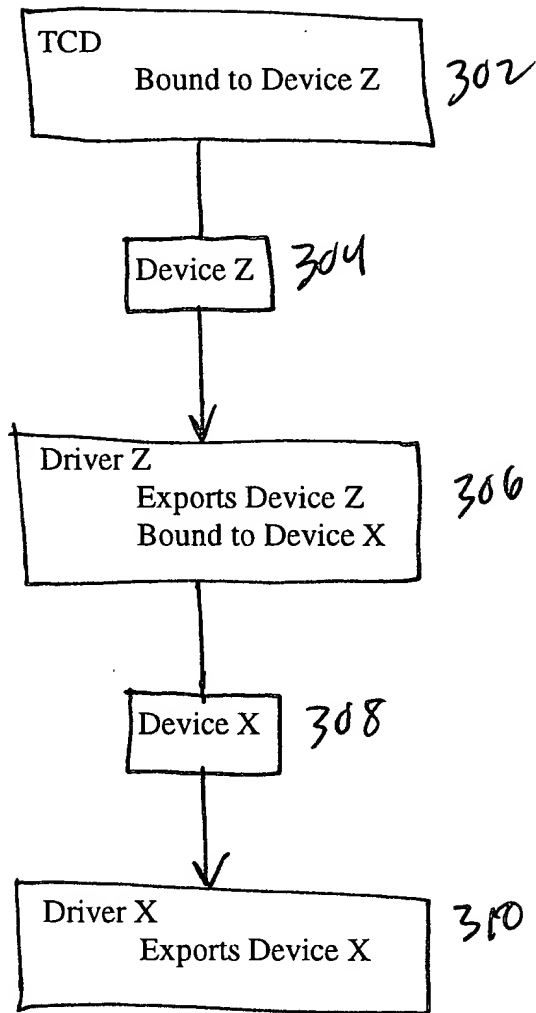 TCD
Bound to Device Z
302
Device Z
304
Driver Z
Exports Device Z
Bound to Device X
306
Device X
308
Driver X
Exports Device X
310